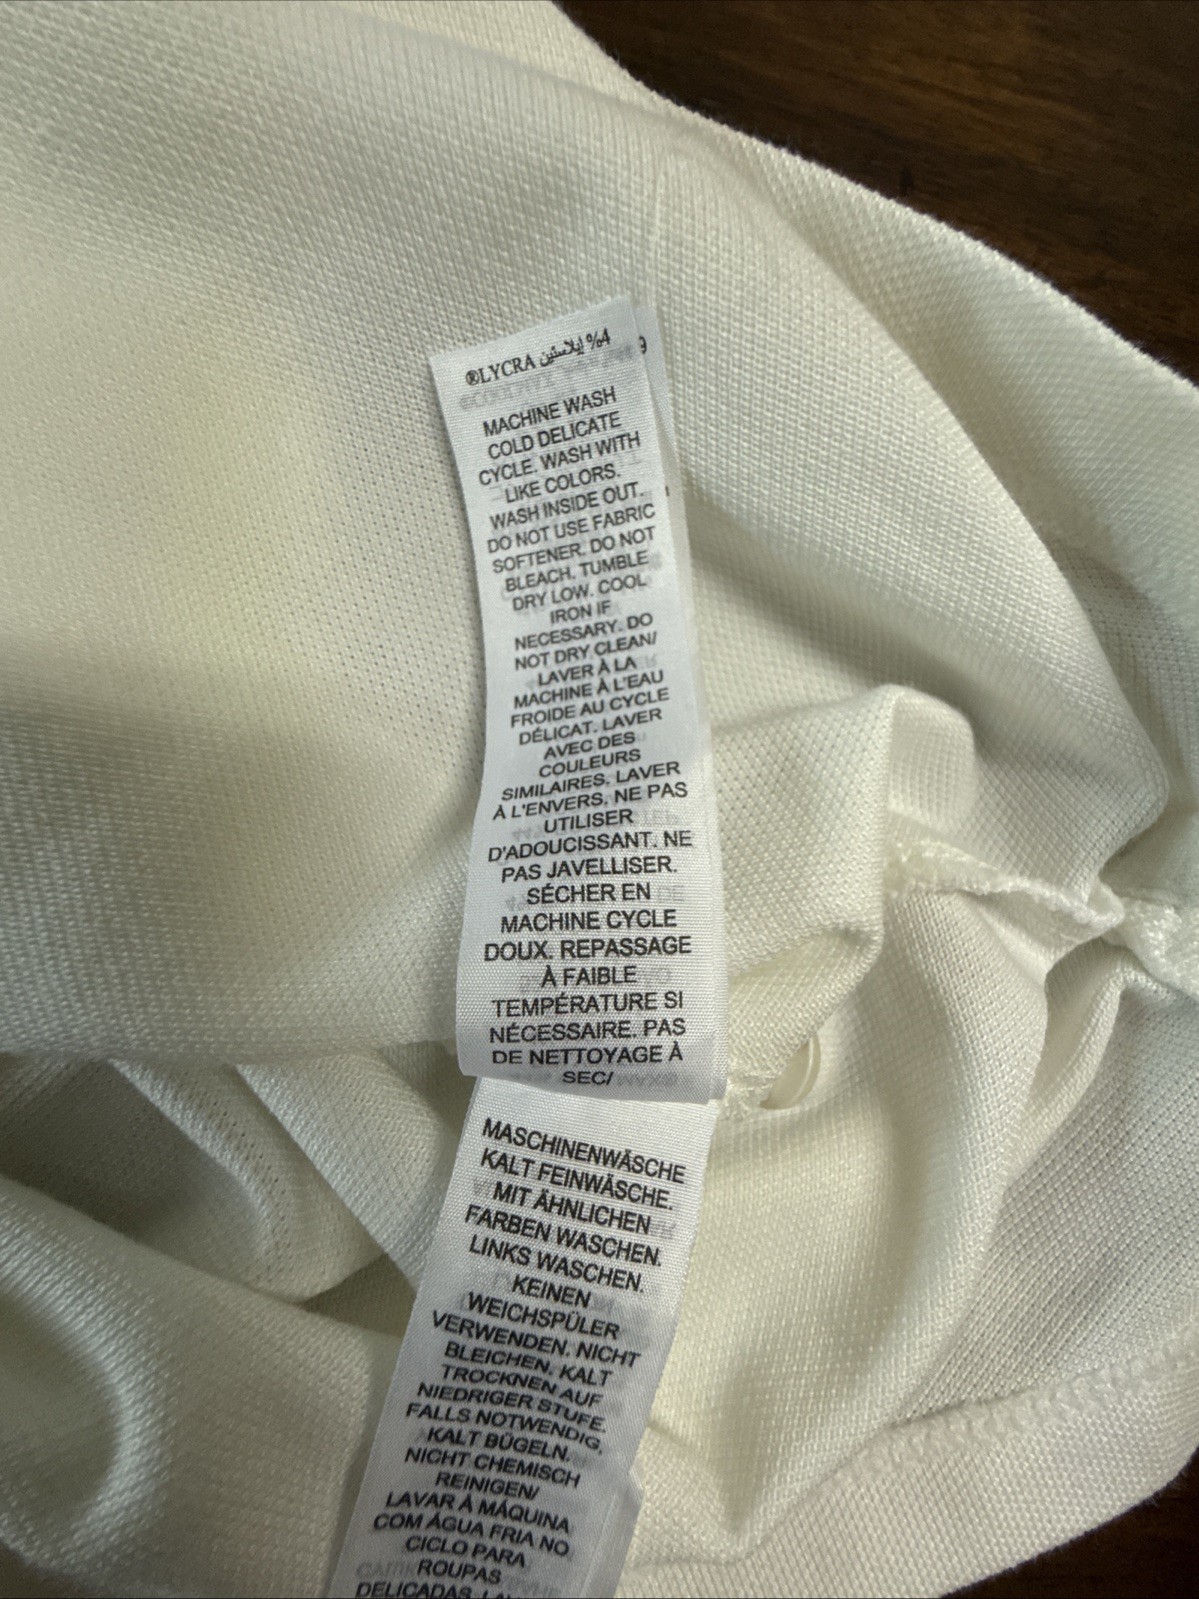 ®LYCRA إيلاستين %4
9
MACHINE WASH
COLD DELICATE
CYCLE. WASH WITH
LIKE COLORS.
WASH INSIDE OUT.
DO NOT USE FABRIC
SOFTENER. DO NOT
BLEACH. TUMBLE
DRY LOW. COOL
IRON IF
NECESSARY. DO
NOT DRY CLEAN/
LAVER À LA
MACHINE À L'EAU
FROIDE AU CYCLE
DÉLICAT. LAVER
AVEC DES
COULEURS
SIMILAIRES. LAVER
À L'ENVERS. NE PAS
UTILISER
D'ADOUCISSANT. NE
PAS JAVELLISER.
SÉCHER EN
MACHINE CYCLE
DOUX. REPASSAGE
À FAIBLE
TEMPÉRATURE SI
NÉCESSAIRE. PAS
DE NETTOYAGE À
SEC/
MASCHINENWÄSCHE
KALT FEINWÄSCHE.
MIT ÄHNLICHEN
FARBEN WASCHEN.
LINKS WASCHEN.
KEINEN
WEICHSPÜLER
VERWENDEN. NICHT
BLEICHEN. KALT
TROCKNEN AUF
NIEDRIGER STUFE.
FALLS NOTWENDIG,
KALT BÜGELN.
NICHT CHEMISCH
REINIGEN/
LAVAR À MÁQUINA
COM ÁGUA FRIA NO
CICLO PARA
ROUPAS
DELICADAS.